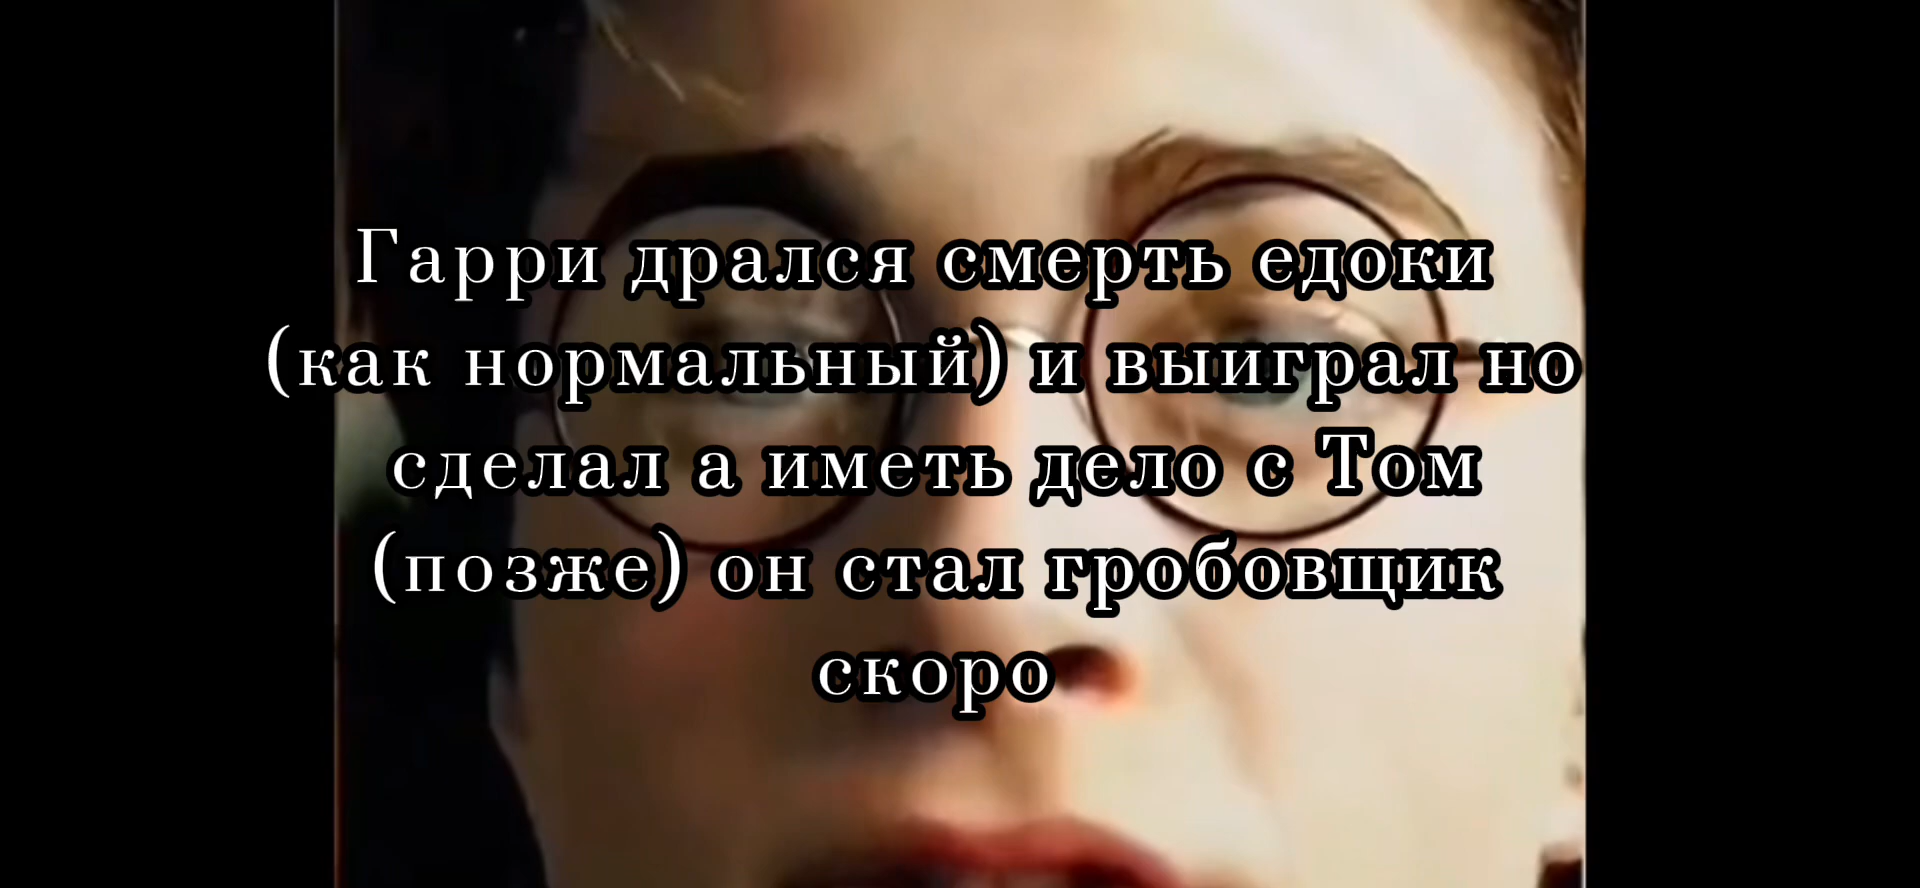 Гарри дрался смерть едоки
(как нормальный) и выиграл но
сделал а иметь дело с Том
(позже) он стал гробовщик
скоро